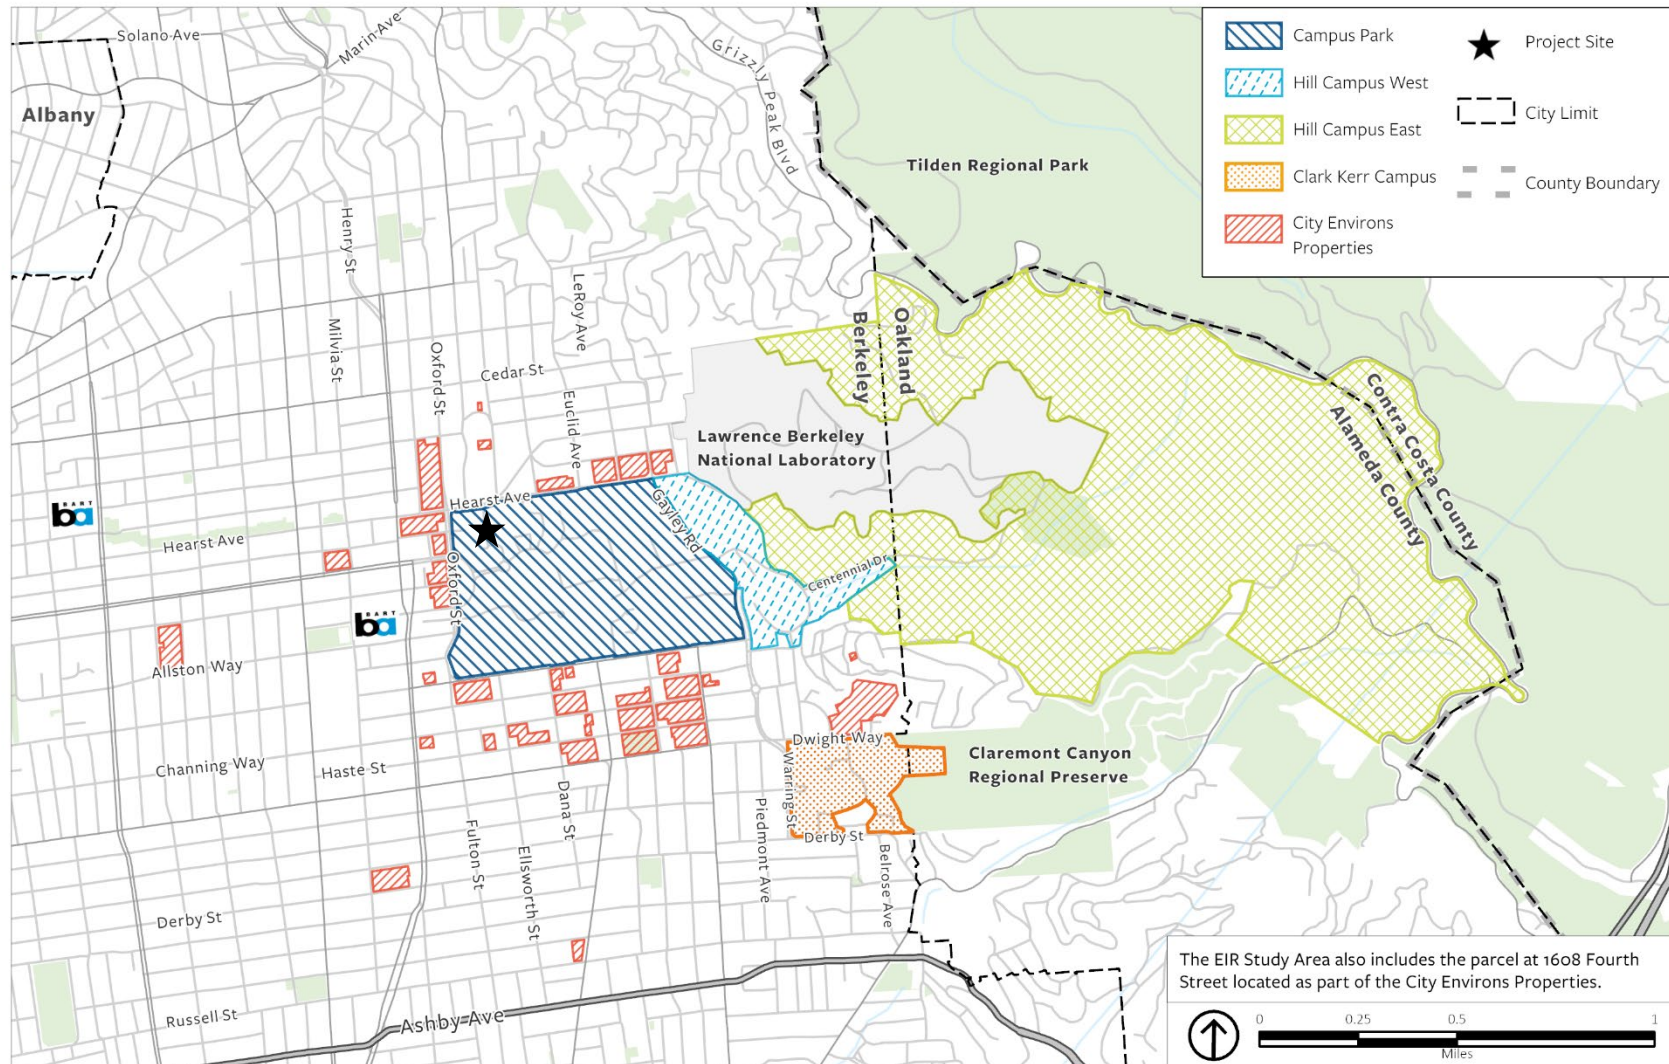 Solano Ave
Marin Ave
Grizzly Peak Blvd
Albany
Tilden Regional Park
Campus Park
Hill Campus West
Hill Campus East
Clark Kerr Campus
City Environs
Properties
Project Site
City Limit
County Boundary
Henry St
LeRoy Ave
Milvia St
Oxford St
Cedar St
Euclid Ave
Berkeley
Oakland
Lawrence Berkeley
National Laboratory
Contra Costa County
Alameda County
BART
ba
Hearst Ave
Hearst Ave
Gayley Rd
Oxford St
Centennial Dr
BART
ba
Allston Way
Channing Way
Haste St
Dwight Way
Claremont Canyon
Regional Preserve
Warring St
Dana St
Piedmont Ave
Derby St
Fulton St
Ellsworth St
Belrose Ave
Derby St
Russell St
Ashby Ave
The EIR Study Area also includes the parcel at 1608 Fourth
Street located as part of the City Environs Properties.
0 0.25 0.5 1
Miles